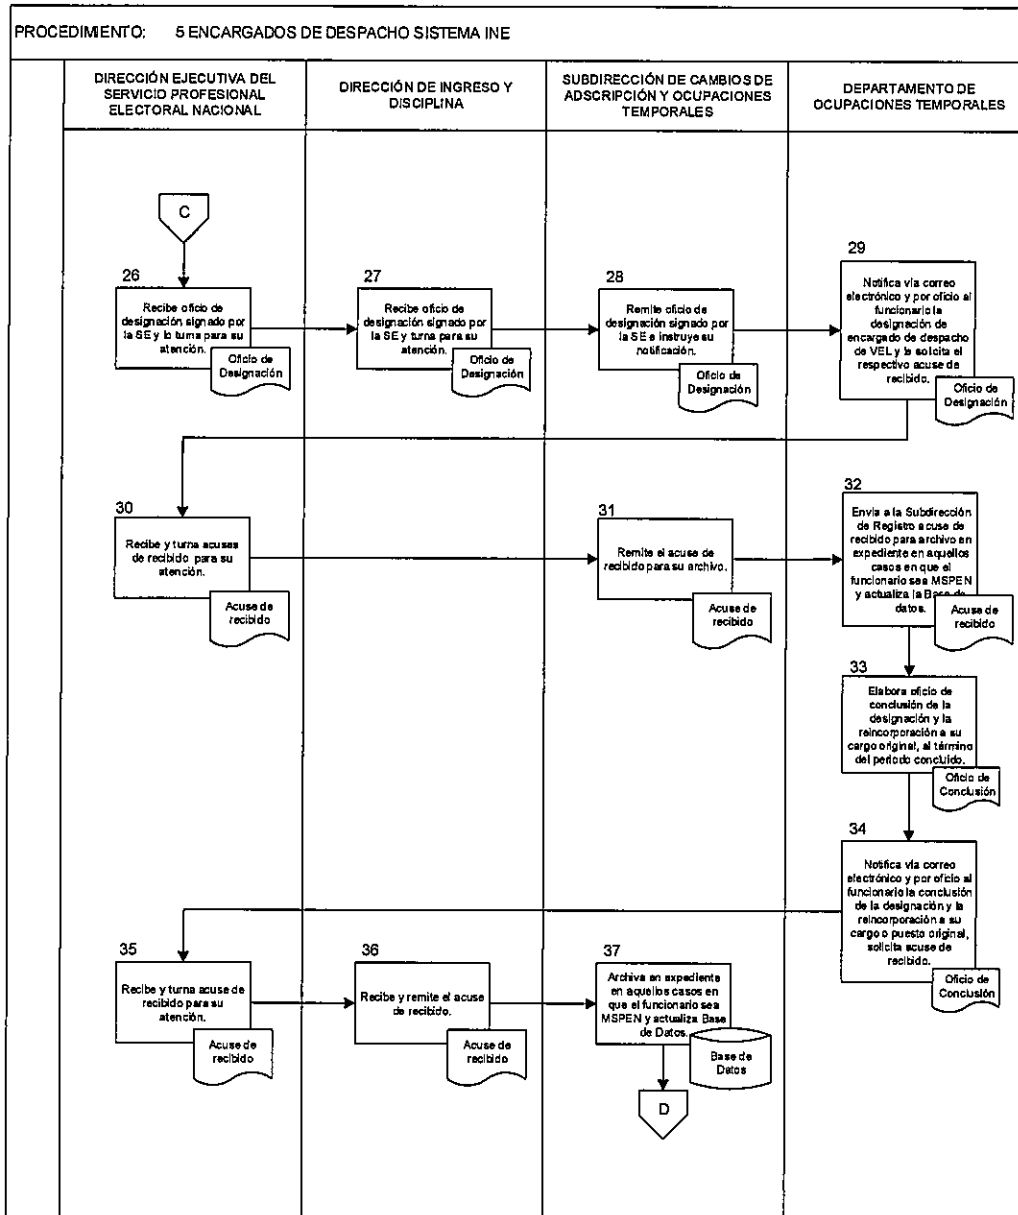 PROCEDIMIENTO: 5 ENCARGADOS DE DESPACHO SISTEMA INE
DIRECCIÓN EJECUTIVA DEL
SERVICIO PROFESIONAL
ELECTORAL NACIONAL
DIRECCIÓN DE INGRESO Y
DISCIPLINA
SUBDIRECCIÓN DE CAMBIOS DE
ADSCRIPCIÓN Y OCUPACIONES
TEMPORALES
DEPARTAMENTO DE
OCUPACIONES TEMPORALES
C
26
Recibe oficio de
designación signado por
la SE y lo turna para su
atención.
Oficio de
Designación
27
Recibe oficio de
designación signado por
la SE y turna para su
atención.
Oficio de
Designación
28
Remite oficio de
designación signado por
la SE e instruye su
notificación.
Oficio de
Designación
29
Notifica vía correo
electrónico y por oficio al
funcionario la
designación de
encargado de despacho
de VEL y le solicita el
respectivo acuse de
recibido.
Oficio de
Designación
30
Recibe y turna acuses
de recibido para su
atención.
Acuse de
recibido
31
Remite el acuse de
recibido para su archivo.
Acuse de
recibido
32
Envía a la Subdirección
de Registro acuse de
recibido para archivo en
expediente en aquellos
casos en que el
funcionario sea MSPEN
y actualiza la Base de
datos.
Acuse de
recibido
33
Elabora oficio de
conclusión de la
designación y la
reincorporación a su
cargo original, al término
del periodo concluido.
Oficio de
Conclusión
34
Notifica vía correo
electrónico y por oficio al
funcionario la conclusión
de la designación y la
reincorporación a su
cargo o puesto original,
solicita acuse de
recibido.
Oficio de
Conclusión
35
Recibe y turna acuse de
recibido para su
atención.
Acuse de
recibido
36
Recibe y remite el acuse
de recibido.
Acuse de
recibido
37
Archiva en expediente
en aquellos casos en
que el funcionario sea
MSPEN y actualiza Base
de Datos.
Base de
Datos
D